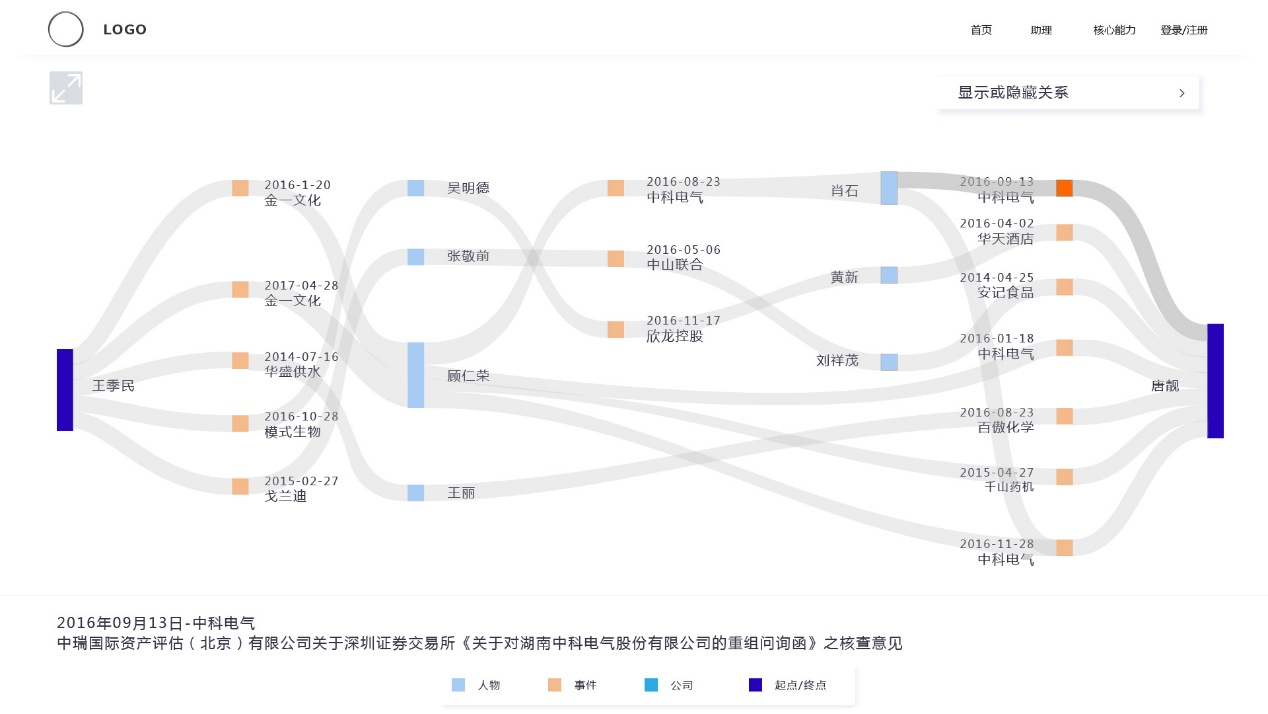 LOGO
首页
助理
核心能力
登录/注册
显示或隐藏关系
2016-1-20
金一文化
2017-04-28
金一文化
2014-07-16
华盛供水
王季民
2016-10-28
模式生物
2015-02-27
戈兰迪
吴明德
张敬前
顾仁荣
王丽
2016-08-23
中科电气
2016-05-06
中山联合
2016-11-17
欣龙控股
肖石
黄新
刘祥茂
2016-09-13
中科电气
2016-04-02
华天酒店
2014-04-25
安记食品
2016-01-18
中科电气
唐靓
2016-08-23
百傲化学
2015-04-27
千山药机
2016-11-28
中科电气
2016年09月13日-中科电气
中瑞国际资产评估（北京）有限公司关于深圳证券交易所《关于对湖南中科电气股份有限公司的重组问询函》之核查意见
人物
事件
公司
起点/终点